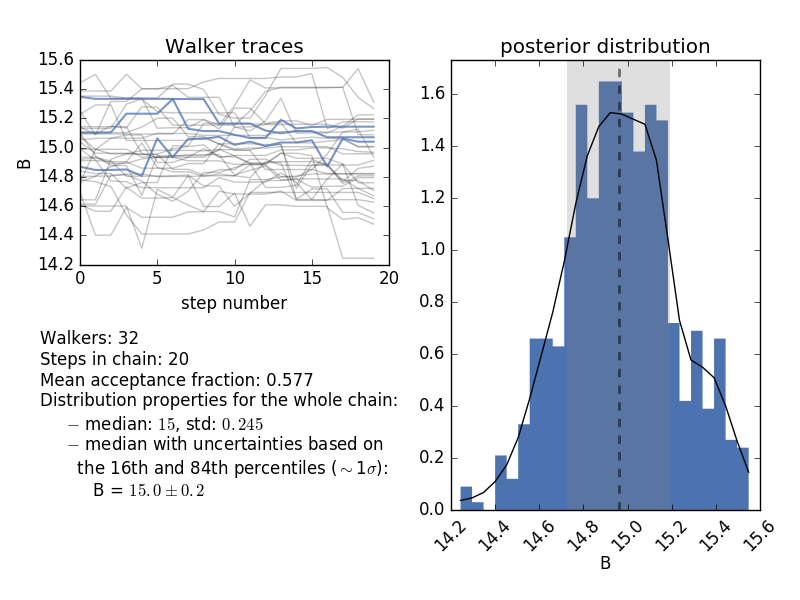 Walker traces
15.6
15.4
15.2
15.0
14.8
14.6
14.4
14.2
B
0 5 10 15 20
step number
Walkers: 32
Steps in chain: 20
Mean acceptance fraction: 0.577
Distribution properties for the whole chain:
− median: 15, std: 0.245
− median with uncertainties based on
the 16th and 84th percentiles (∼1σ):
B = 15.0 ± 0.2
posterior distribution
1.6
1.4
1.2
1.0
0.8
0.6
0.4
0.2
0.0
14.2 14.4 14.6 14.8 15.0 15.2 15.4 15.6
B